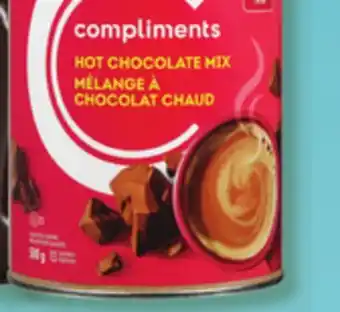 compliments
HOT CHOCOLATE MIX
MÉLANGE À
CHOCOLAT CHAUD